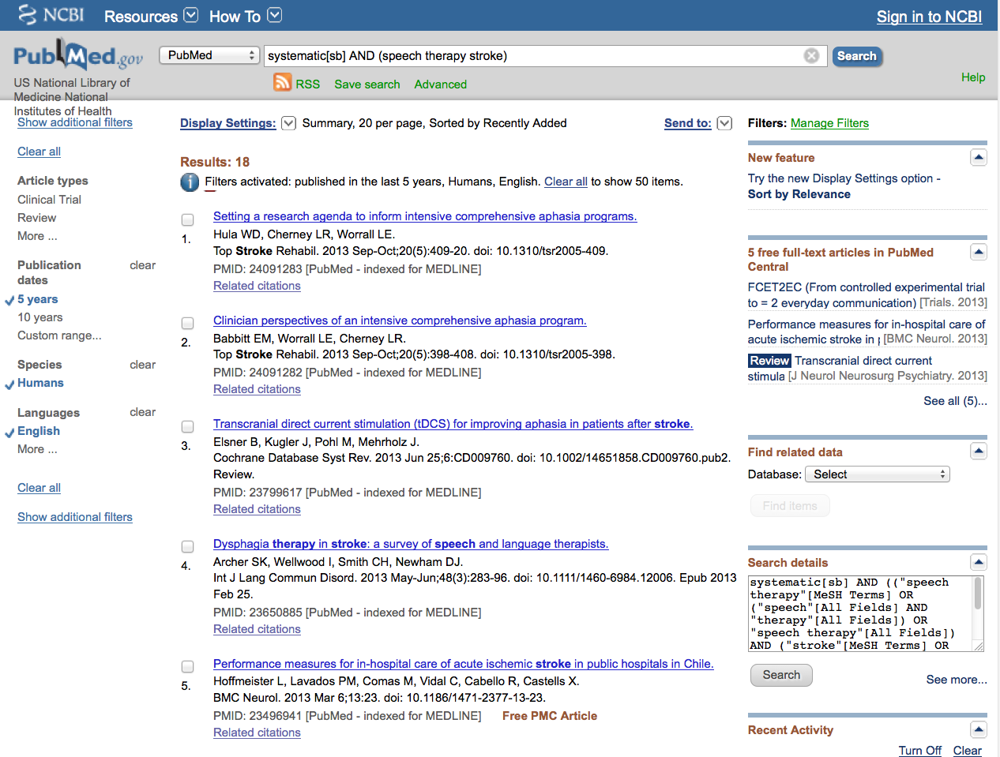 NCBI Resources How To Sign in to NCBI
PubMed.gov
US National Library of
Medicine National
Institutes of Health
PubMed systematic[sb] AND (speech therapy stroke) Search
RSS Save search Advanced Help
Show additional filters
Clear all
Article types
Clinical Trial
Review
More ...
Publication clear
dates
5 years
10 years
Custom range...
Species clear
Humans
Languages clear
English
More ...
Clear all
Show additional filters
Display Settings: Summary, 20 per page, Sorted by Recently Added Send to:
Results: 18
Filters activated: published in the last 5 years, Humans, English. Clear all to show 50 items.
Setting a research agenda to inform intensive comprehensive aphasia programs.
1. Hula WD, Cherney LR, Worrall LE.
Top Stroke Rehabil. 2013 Sep-Oct;20(5):409-20. doi: 10.1310/tsr2005-409.
PMID: 24091283 [PubMed - indexed for MEDLINE]
Related citations
Clinician perspectives of an intensive comprehensive aphasia program.
2. Babbitt EM, Worrall LE, Cherney LR.
Top Stroke Rehabil. 2013 Sep-Oct;20(5):398-408. doi: 10.1310/tsr2005-398.
PMID: 24091282 [PubMed - indexed for MEDLINE]
Related citations
Transcranial direct current stimulation (tDCS) for improving aphasia in patients after stroke.
3. Elsner B, Kugler J, Pohl M, Mehrholz J.
Cochrane Database Syst Rev. 2013 Jun 25;6:CD009760. doi: 10.1002/14651858.CD009760.pub2.
Review.
PMID: 23799617 [PubMed - indexed for MEDLINE]
Related citations
Dysphagia therapy in stroke: a survey of speech and language therapists.
4. Archer SK, Wellwood I, Smith CH, Newham DJ.
Int J Lang Commun Disord. 2013 May-Jun;48(3):283-96. doi: 10.1111/1460-6984.12006. Epub 2013
Feb 25.
PMID: 23650885 [PubMed - indexed for MEDLINE]
Related citations
Performance measures for in-hospital care of acute ischemic stroke in public hospitals in Chile.
5. Hoffmeister L, Lavados PM, Comas M, Vidal C, Cabello R, Castells X.
BMC Neurol. 2013 Mar 6;13:23. doi: 10.1186/1471-2377-13-23.
PMID: 23496941 [PubMed - indexed for MEDLINE] Free PMC Article
Related citations
Filters: Manage Filters
New feature
Try the new Display Settings option -
Sort by Relevance
5 free full-text articles in PubMed
Central
FCET2EC (From controlled experimental trial
to = 2 everyday communication) [Trials. 2013]
Performance measures for in-hospital care of
acute ischemic stroke in [BMC Neurol. 2013]
Review Transcranial direct current
stimula [J Neurol Neurosurg Psychiatry. 2013]
See all (5)...
Find related data
Database: Select
Find items
Search details
systematic[sb] AND (("speech
therapy"[MeSH Terms] OR
("speech"[All Fields] AND
"therapy"[All Fields]) OR
"speech therapy"[All Fields])
AND ("stroke"[MeSH Terms] OR
Search
See more...
Recent Activity
Turn Off Clear